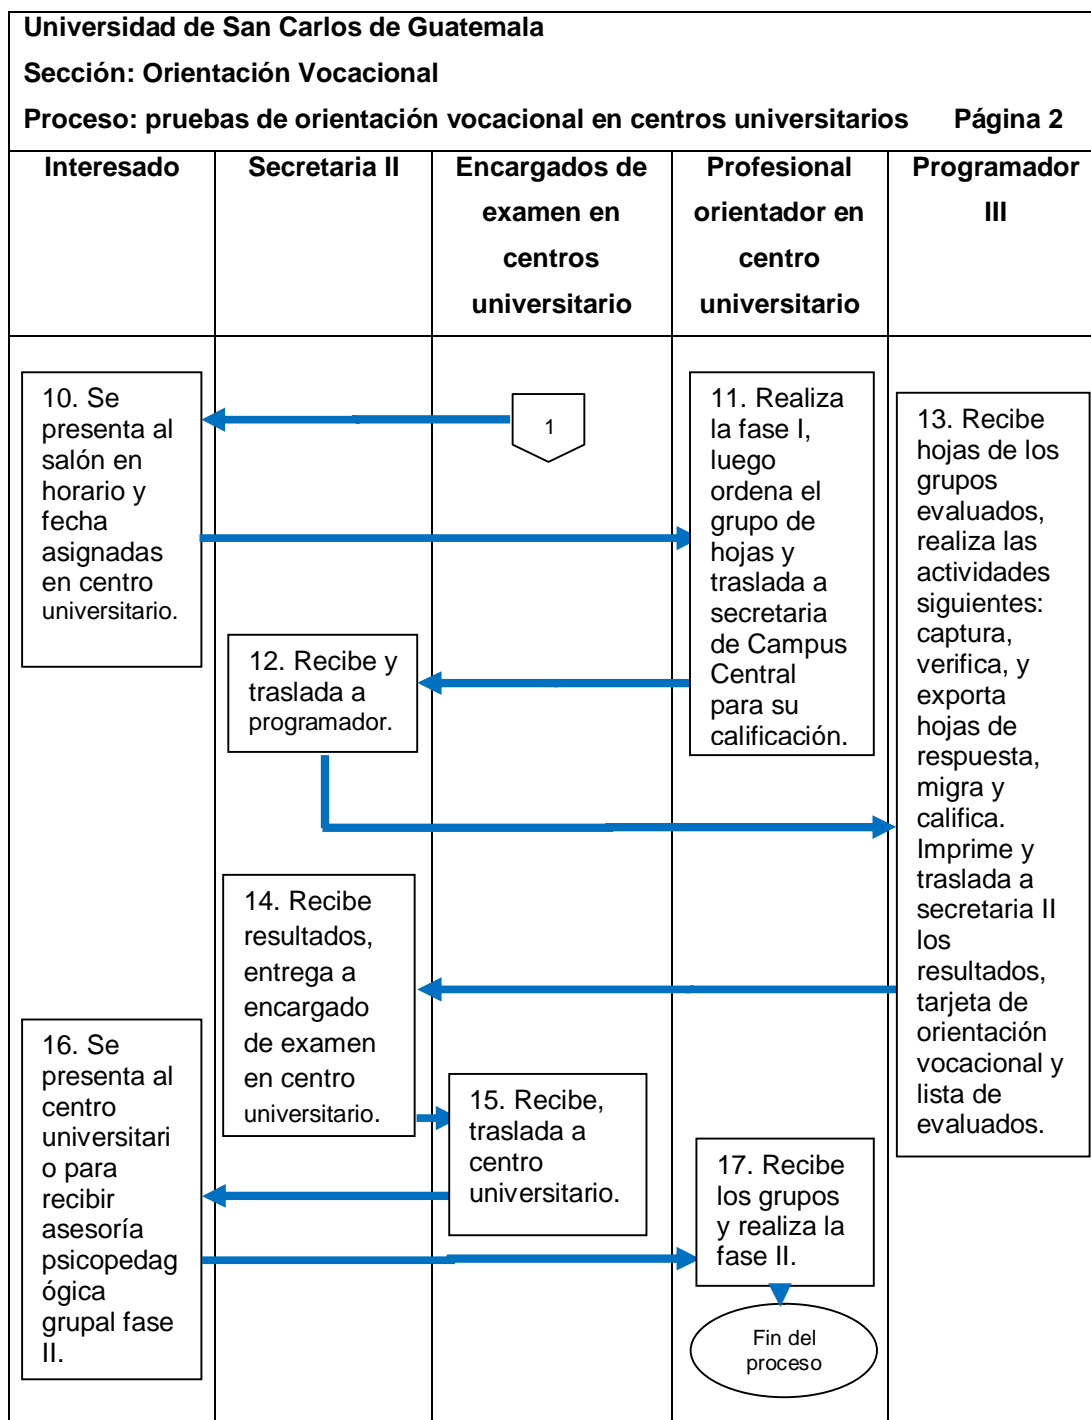 Universidad de San Carlos de Guatemala
Sección: Orientación Vocacional
Proceso: pruebas de orientación vocacional en centros universitarios Página 2
Interesado
Secretaria II
Encargados de
examen en
centros
universitario
Profesional
orientador en
centro
universitario
Programador
III
10. Se
presenta al
salón en
horario y
fecha
asignadas
en centro
universitario.
1
11. Realiza
la fase I,
luego
ordena el
grupo de
hojas y
traslada a
secretaria
de Campus
Central
para su
calificación.
12. Recibe y
traslada a
programador.
13. Recibe
hojas de los
grupos
evaluados,
realiza las
actividades
siguientes:
captura,
verifica, y
exporta
hojas de
respuesta,
migra y
califica.
Imprime y
traslada a
secretaria II
los
resultados,
tarjeta de
orientación
vocacional y
lista de
evaluados.
14. Recibe
resultados,
entrega a
encargado
de examen
en centro
universitario.
15. Recibe,
traslada a
centro
universitario.
16. Se
presenta al
centro
universitari
o para
recibir
asesoría
psicopedag
ógica
grupal fase
II.
17. Recibe
los grupos
y realiza la
fase II.
Fin del
proceso